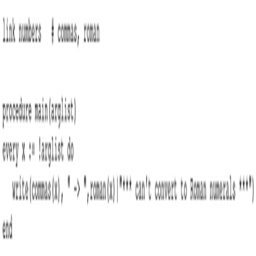 link numbers   # commas, roman
procedure main(arglist)
every x := !arglist do
   write(commas(x), " -> ",roman(x)|"*** can't convert to Roman numerals ***")
end